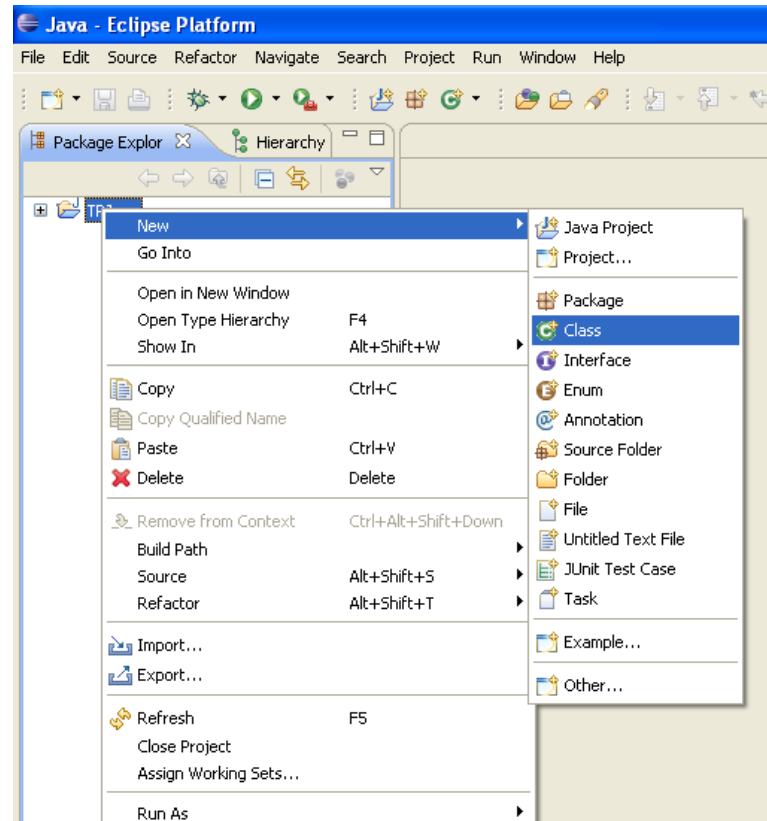 Java - Eclipse Platform
File Edit Source Refactor Navigate Search Project Run Window Help
Package Explor Hierarchy
New
Go Into
Open in New Window
Open Type Hierarchy F4
Show In Alt+Shift+W
Copy Ctrl+C
Copy Qualified Name
Paste Ctrl+V
Delete Delete
Remove from Context Ctrl+Alt+Shift+Down
Build Path
Source Alt+Shift+S
Refactor Alt+Shift+T
Import...
Export...
Refresh F5
Close Project
Assign Working Sets...
Run As
Java Project
Project...
Package
Class
Interface
Enum
Annotation
Source Folder
Folder
File
Untitled Text File
JUnit Test Case
Task
Example...
Other...